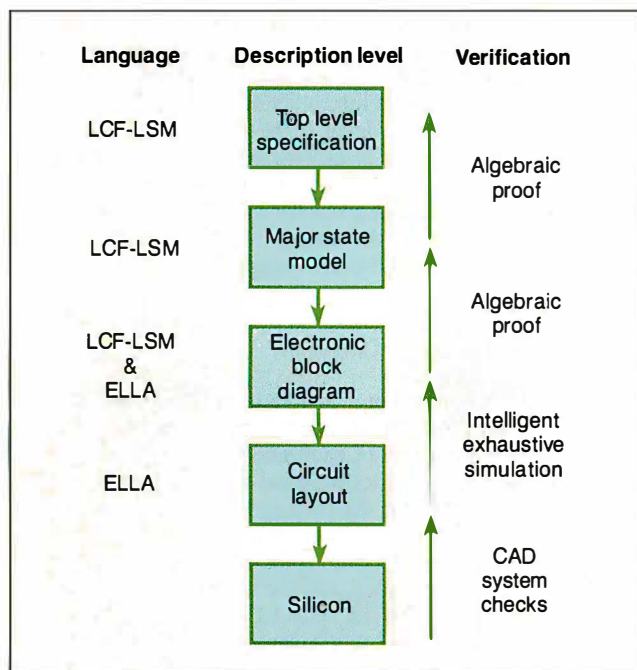 Language Description level Verification
LCF-LSM
Top level
specification
Algebraic
proof
LCF-LSM
Major state
model
Algebraic
proof
LCF-LSM
&
ELLA
Electronic
block
diagram
Intelligent
exhaustive
simulation
ELLA
Circuit
layout
CAD
system
checks
Silicon